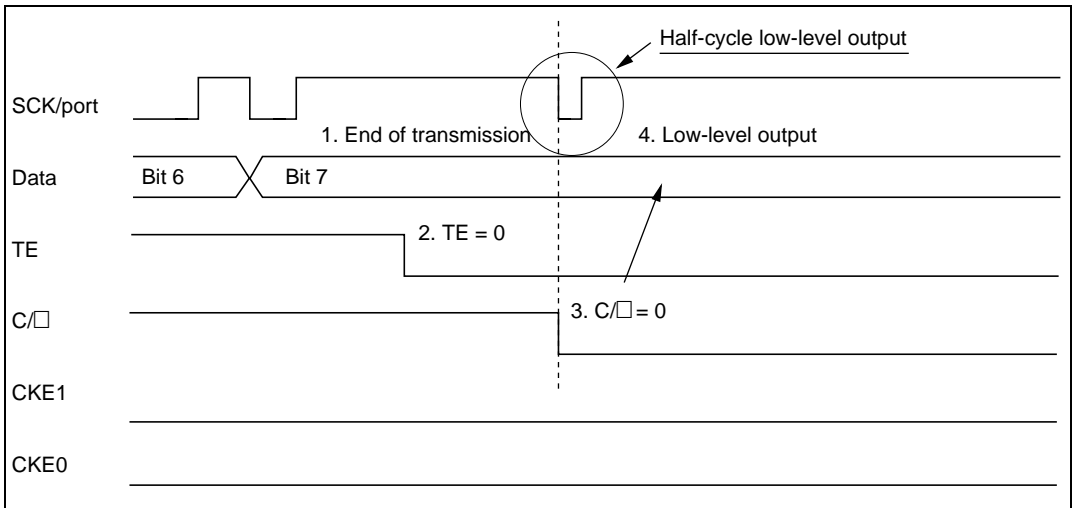 Half-cycle low-level output
SCK/port
1. End of transmission
4. Low-level output
Data
Bit 6
Bit 7
TE
2. TE = 0
C/□
3. C/□ = 0
CKE1
CKE0